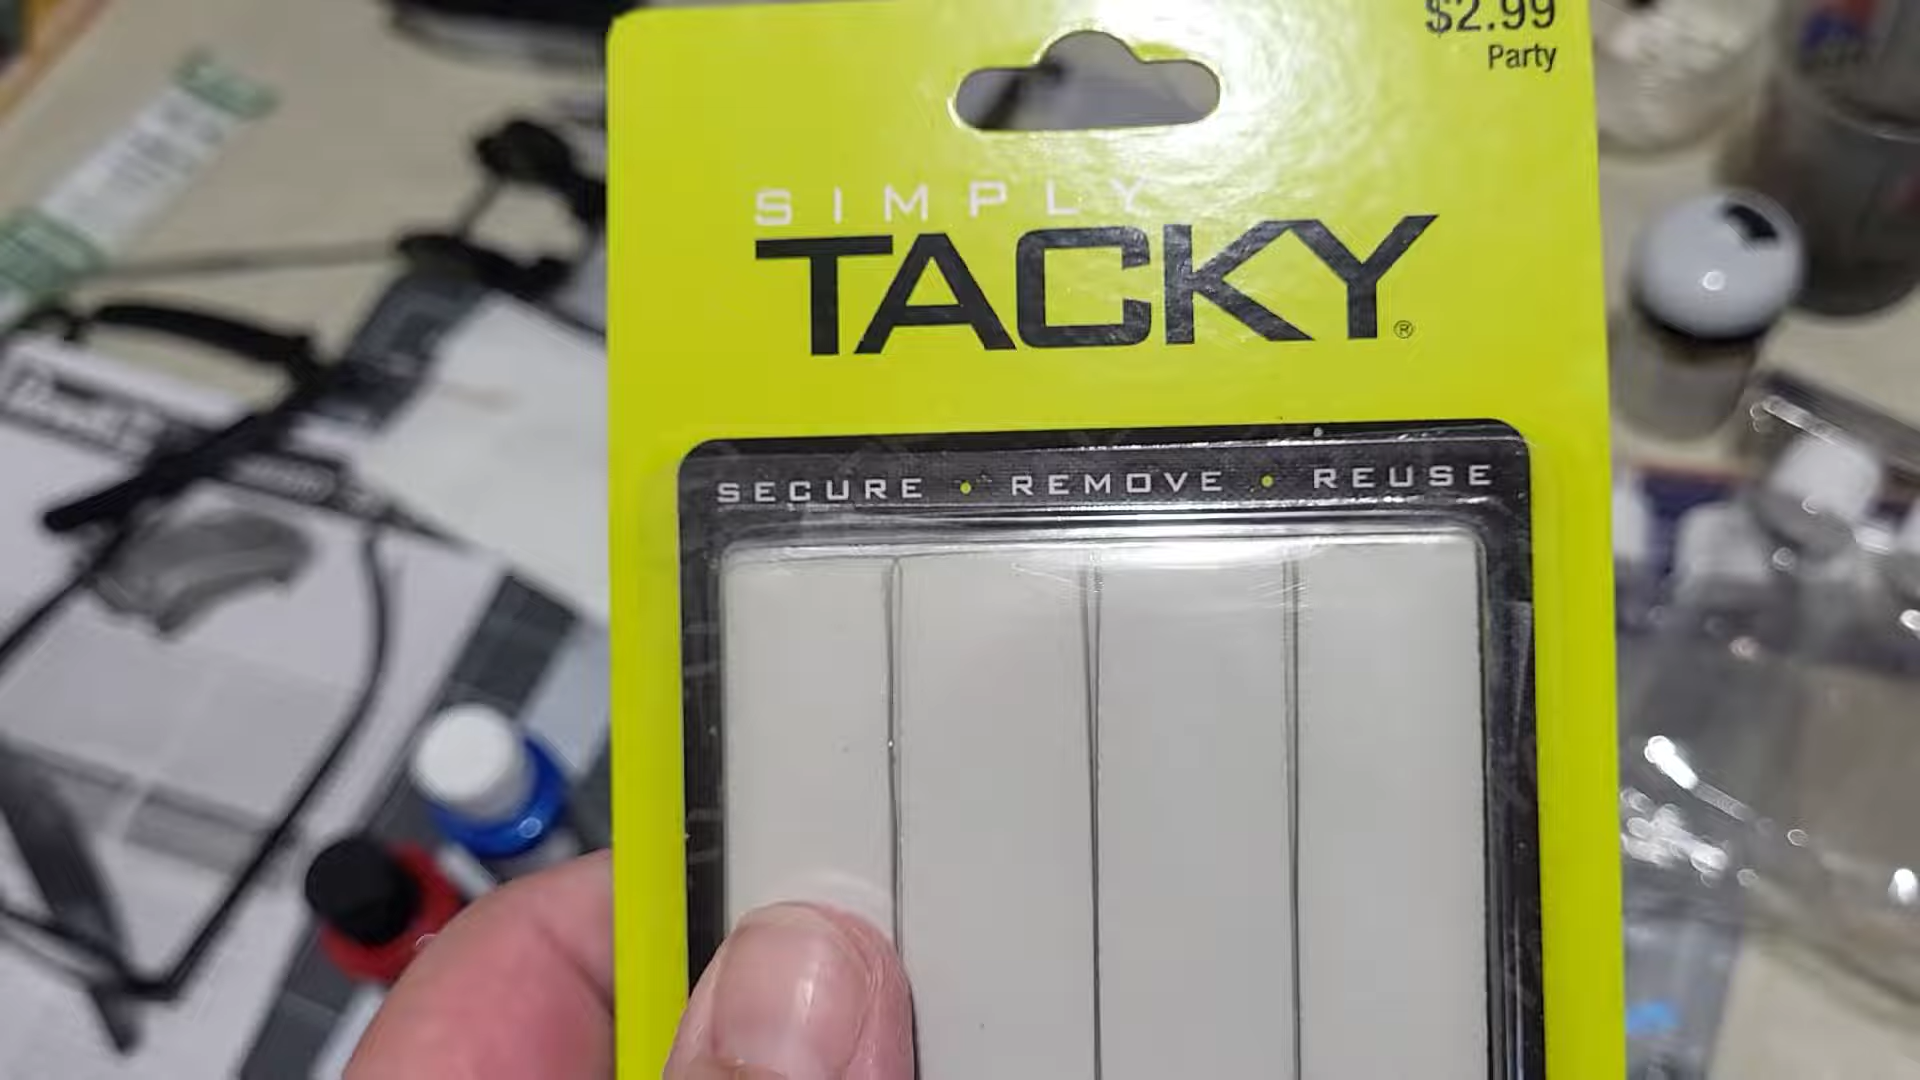 $2.99
Party
SIMPLY
TACKY®
SECURE • REMOVE • REUSE